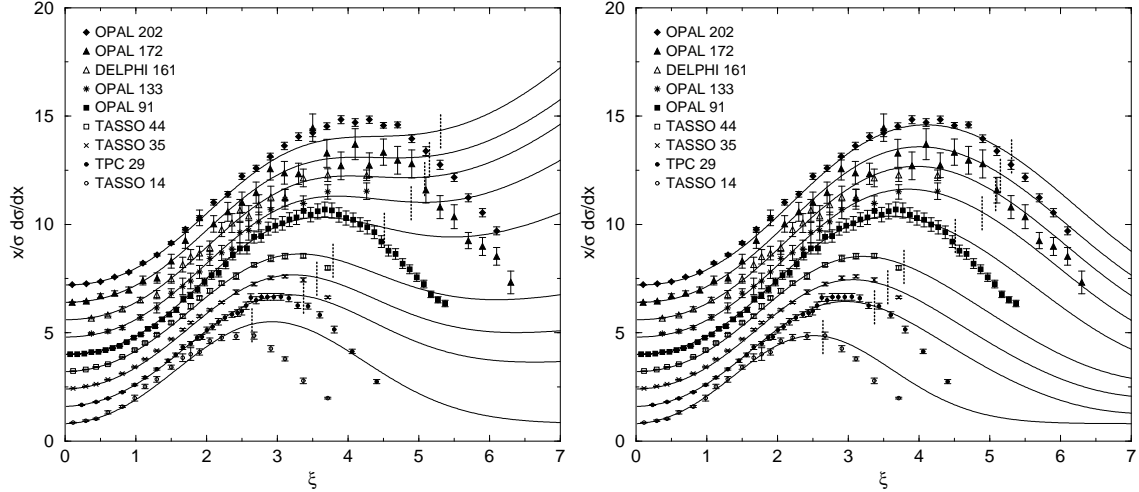 20
15
10
5
0
x/σ dσ/dx
OPAL 202
OPAL 172
DELPHI 161
OPAL 133
OPAL 91
TASSO 44
TASSO 35
TPC 29
TASSO 14
0 1 2 3 4 5 6 7
ξ
20
15
10
5
0
x/σ dσ/dx
OPAL 202
OPAL 172
DELPHI 161
OPAL 133
OPAL 91
TASSO 44
TASSO 35
TPC 29
TASSO 14
0 1 2 3 4 5 6 7
ξ